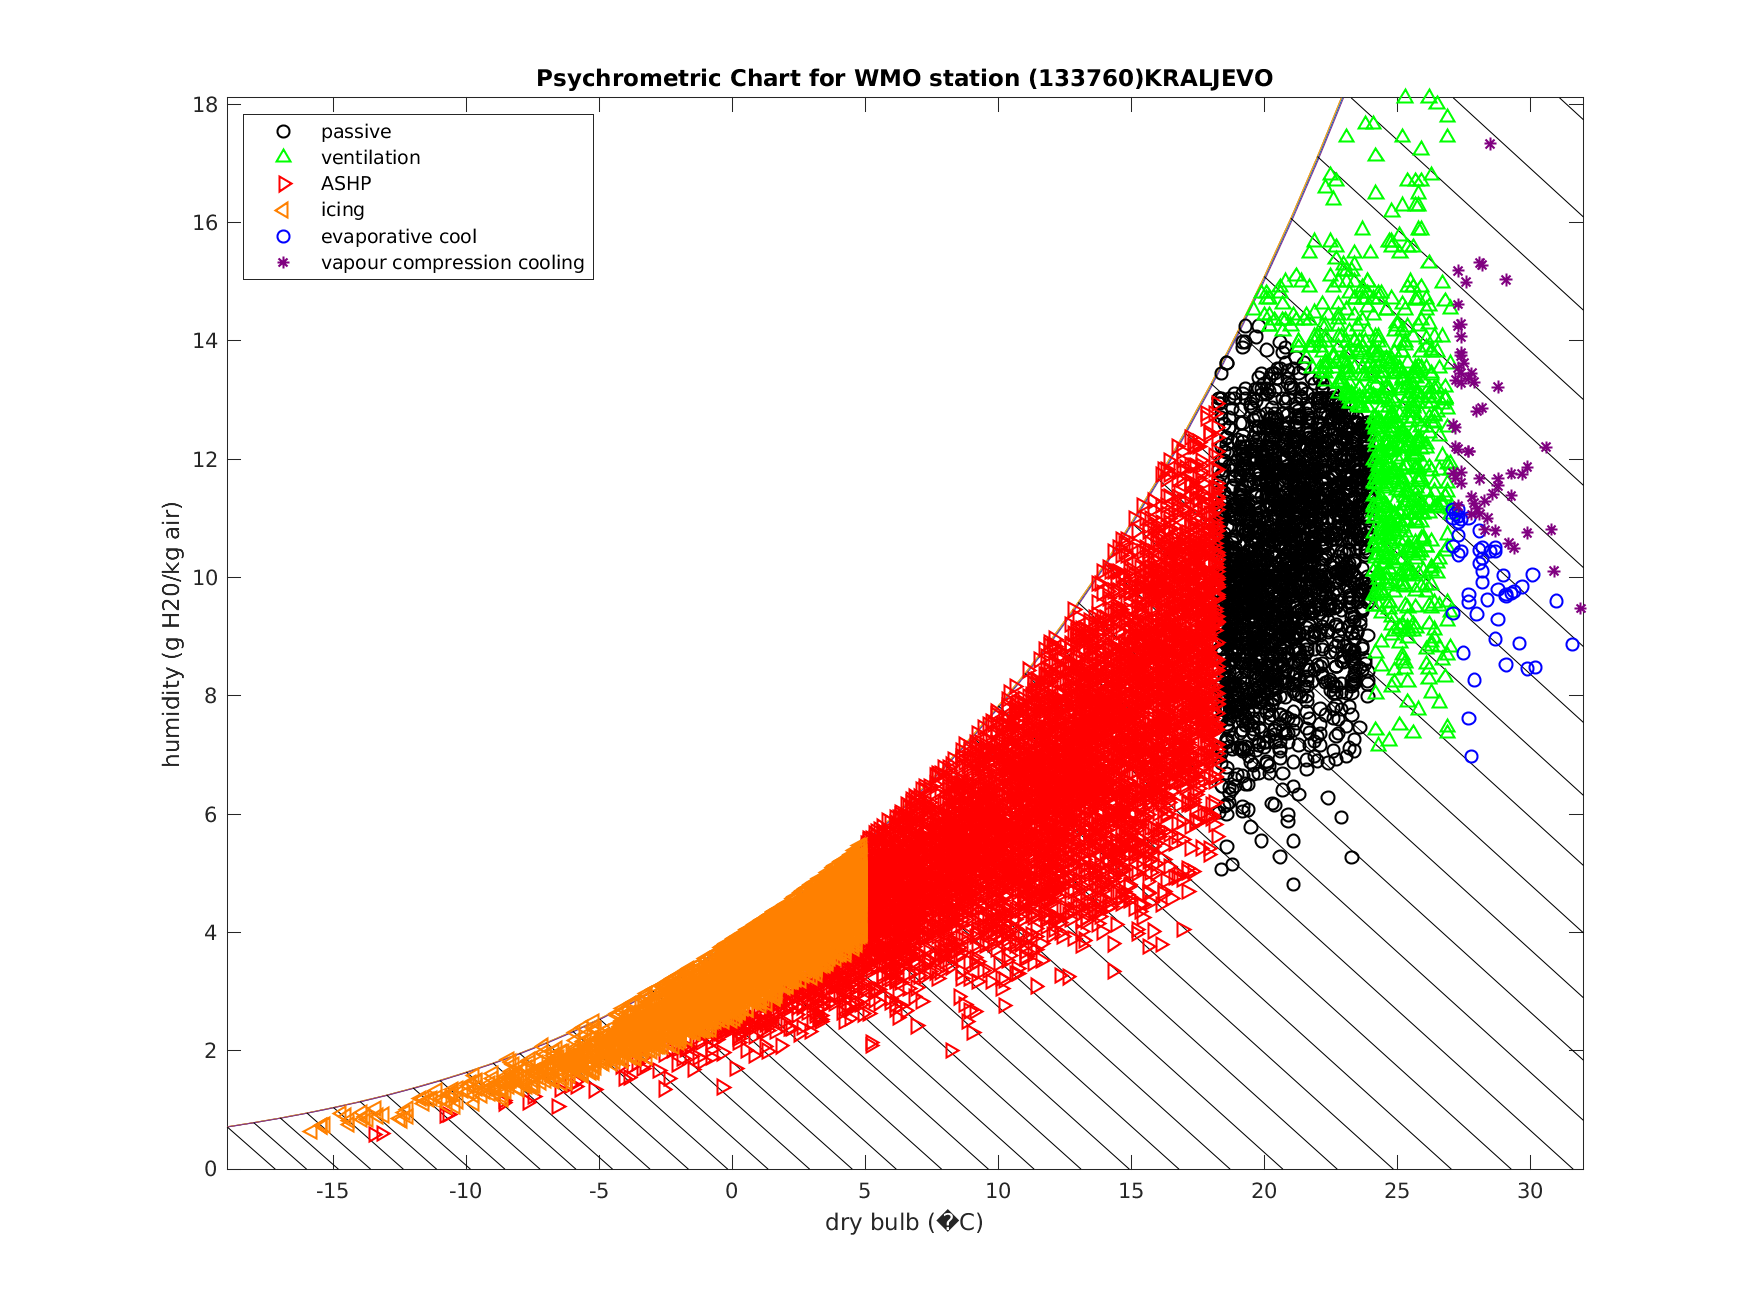 Psychrometric Chart for WMO station (133760)KRALJEVO
passive
ventilation
ASHP
icing
evaporative cool
vapour compression cooling
humidity (g H20/kg air)
18
16
14
12
10
8
6
4
2
0
-15 -10 -5 0 5 10 15 20 25 30
dry bulb (�C)